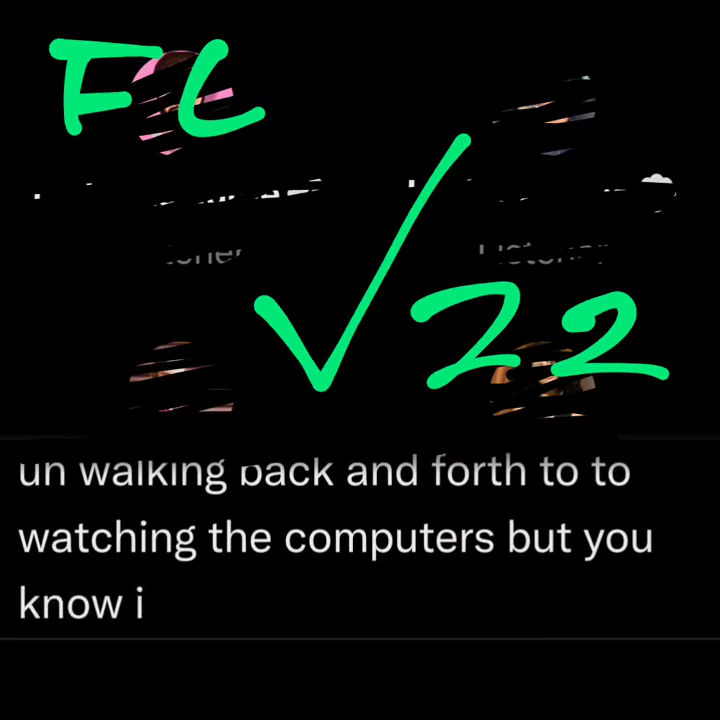 FC
√22
un walking back and forth to to
watching the computers but you
know i